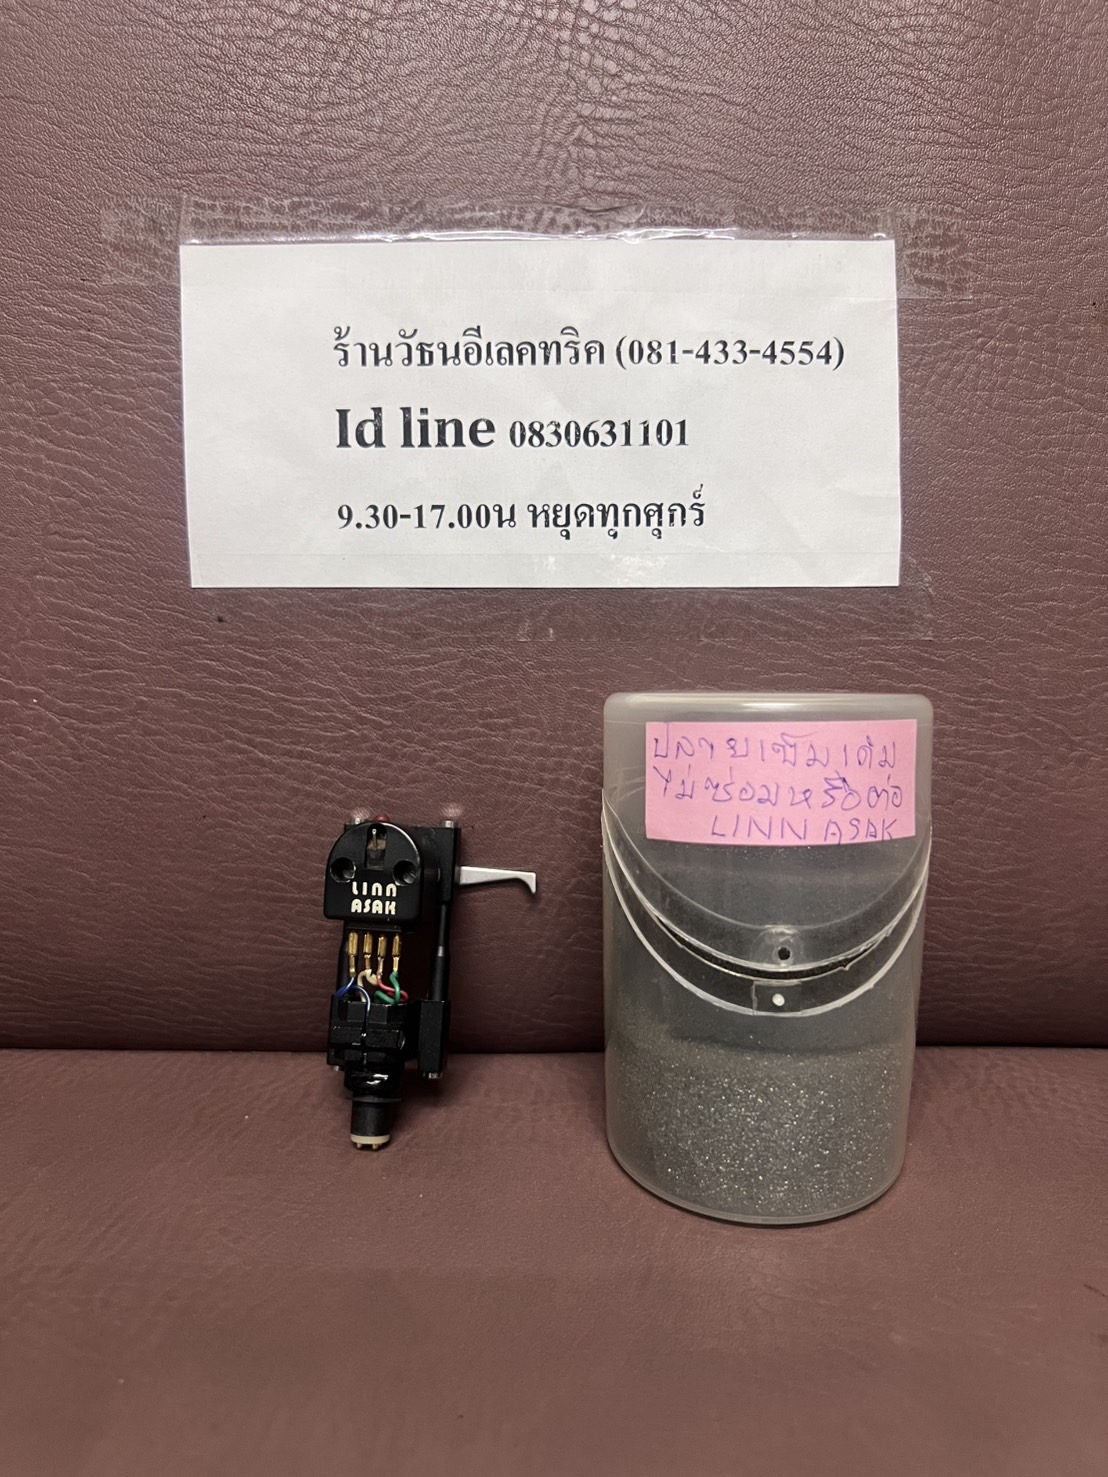 ร้านวัธนอีเลคทริค (081-433-4554)
Id line 0830631101
9.30-17.00น หยุดทุกศุกร์
ปลายเข็มเดิม
ไม่ซ่อมหรือต่อ
LINN ASAK
LINN
ASAK